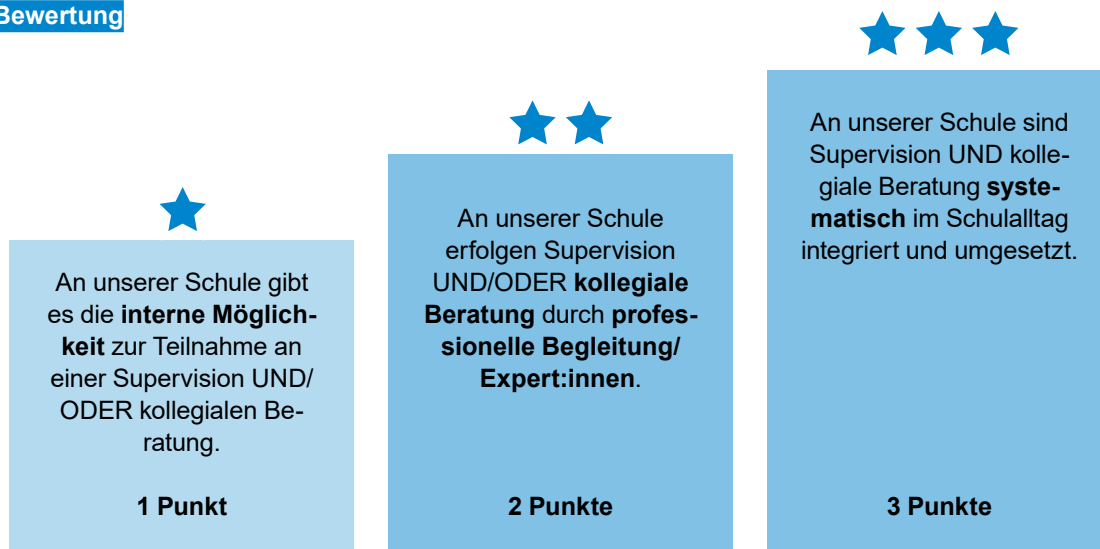 Bewertung
An unserer Schule gibt
es die interne Möglich-
keit zur Teilnahme an
einer Supervision UND/
ODER kollegialen Be-
ratung.
1 Punkt
An unserer Schule
erfolgen Supervision
UND/ODER kollegiale
Beratung durch profes-
sionelle Begleitung/
Expert:innen.
2 Punkte
An unserer Schule sind
Supervision UND kolle-
giale Beratung syste-
matisch im Schulalltag
integriert und umgesetzt.
3 Punkte